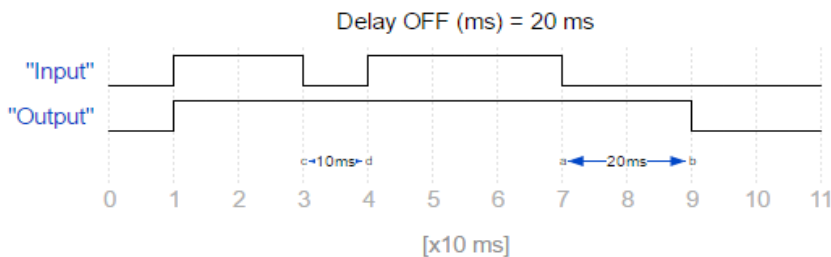 Delay OFF (ms) = 20 ms
"Input"
"Output"
c 10ms d a 20ms b
0 1 2 3 4 5 6 7 8 9 10 11
[x10 ms]